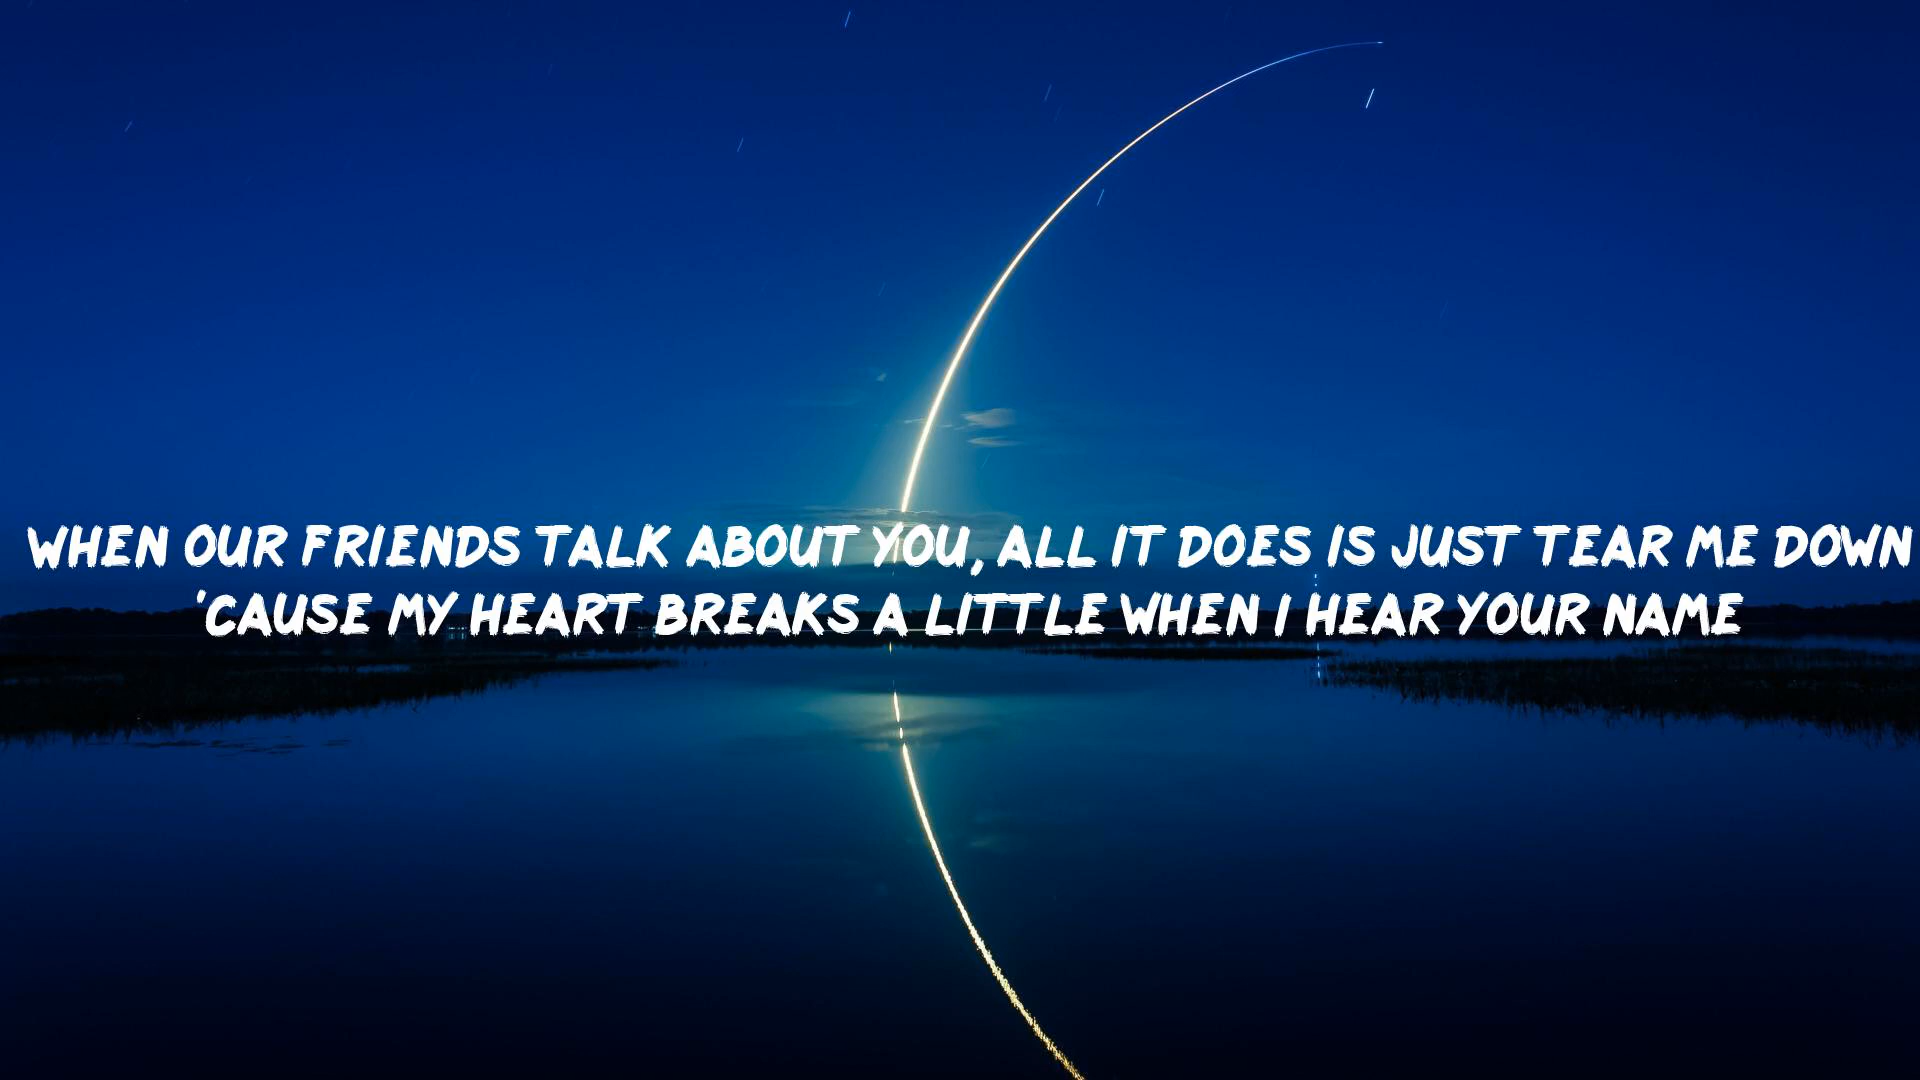 WHEN OUR FRIENDS TALK ABOUT YOU, ALL IT DOES IS JUST TEAR ME DOWN
'CAUSE MY HEART BREAKS A LITTLE WHEN I HEAR YOUR NAME